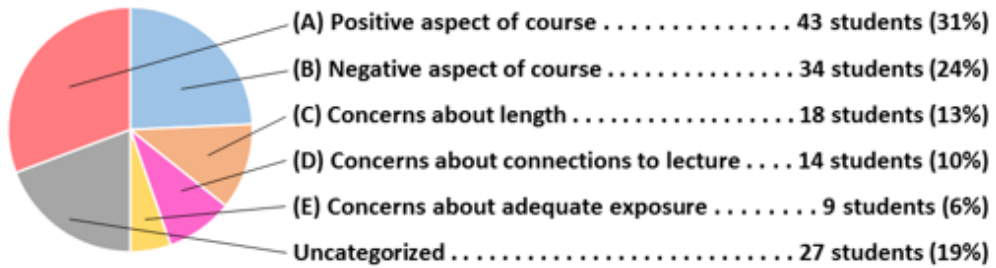 (A) Positive aspect of course . . . . . . . . . . . . . . . 43 students (31%)
(B) Negative aspect of course . . . . . . . . . . . . . . . 34 students (24%)
(C) Concerns about length . . . . . . . . . . . . . . . . . . 18 students (13%)
(D) Concerns about connections to lecture . . . . 14 students (10%)
(E) Concerns about adequate exposure . . . . . . . . 9 students (6%)
Uncategorized . . . . . . . . . . . . . . . . . . . . . . . . . . . 27 students (19%)